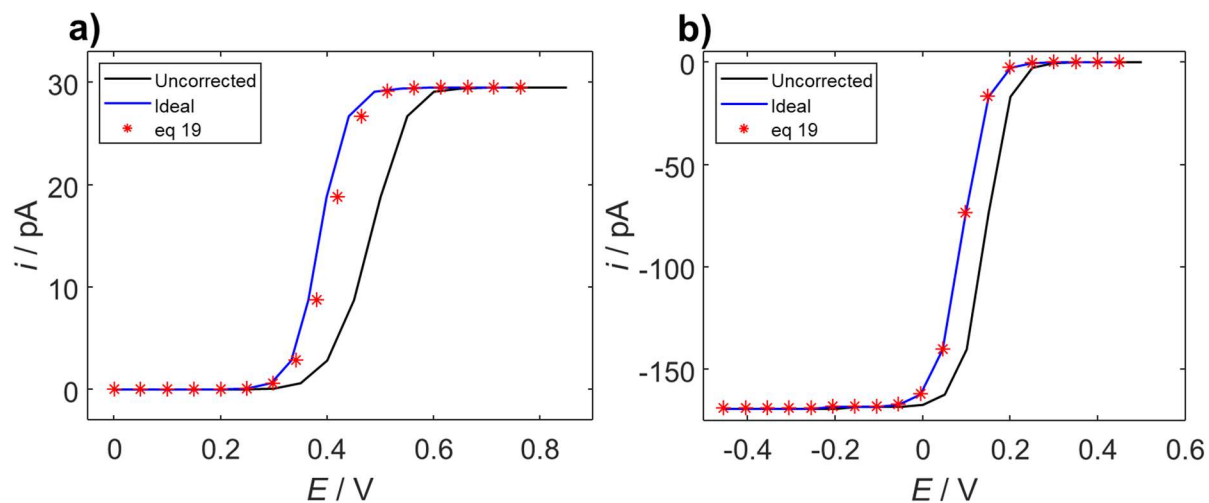 a)
30
20
10
0
i / pA
Uncorrected
Ideal
eq 19
0 0.2 0.4 0.6 0.8
E / V
b)
0
-50
-100
-150
i / pA
Uncorrected
Ideal
eq 19
-0.4 -0.2 0 0.2 0.4 0.6
E / V